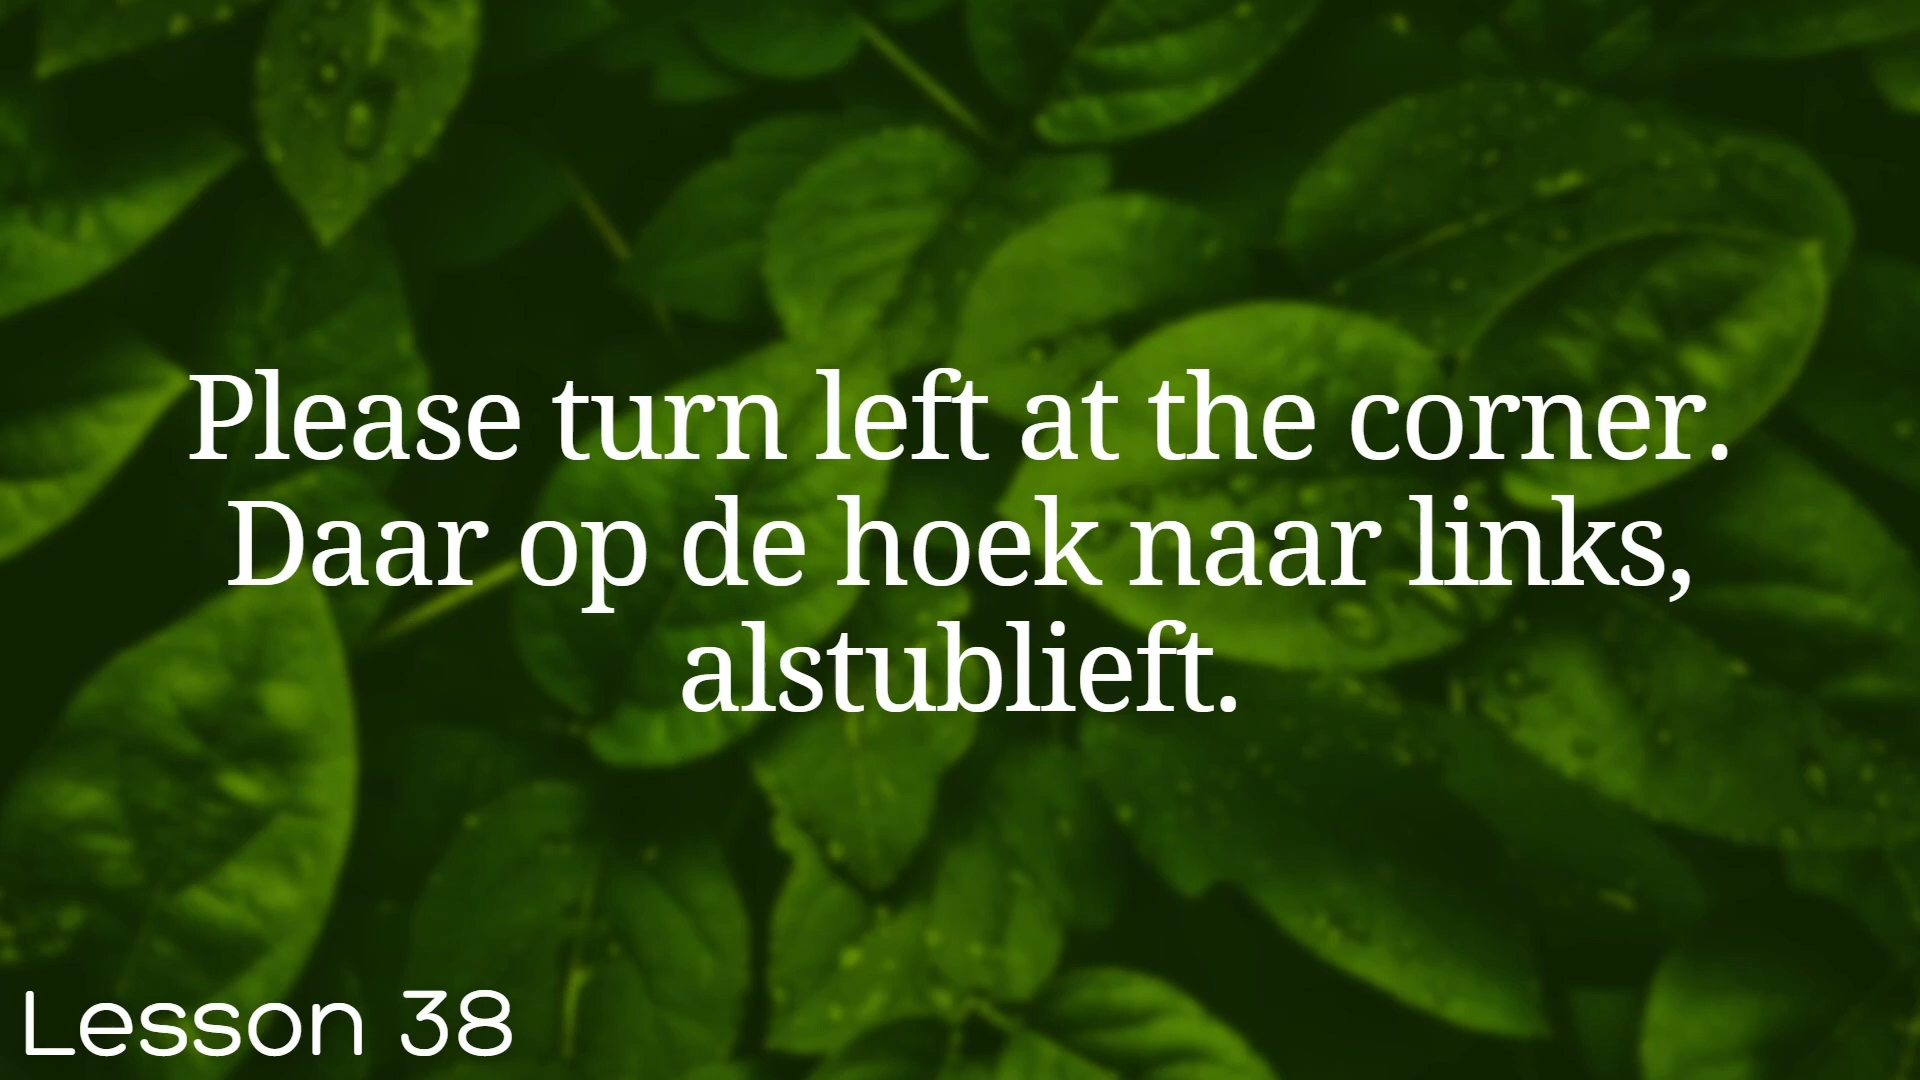 Please turn left at the corner.
Daar op de hoek naar links,
alstublieft.
Lesson 38